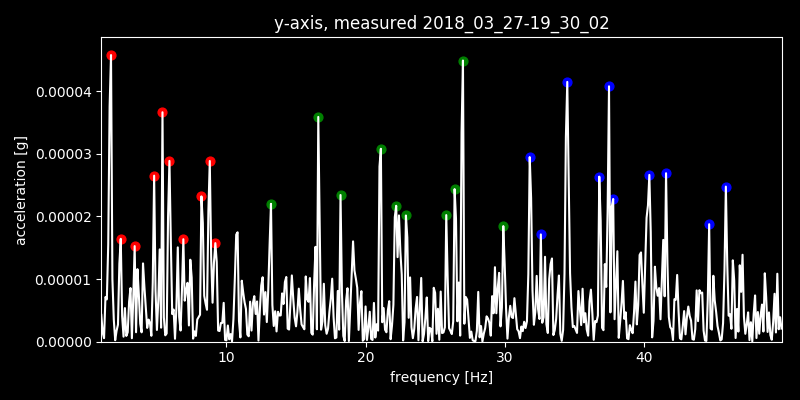 y-axis, measured 2018_03_27-19_30_02
acceleration [g]
0.00004
0.00003
0.00002
0.00001
0.00000
10 20 30 40
frequency [Hz]